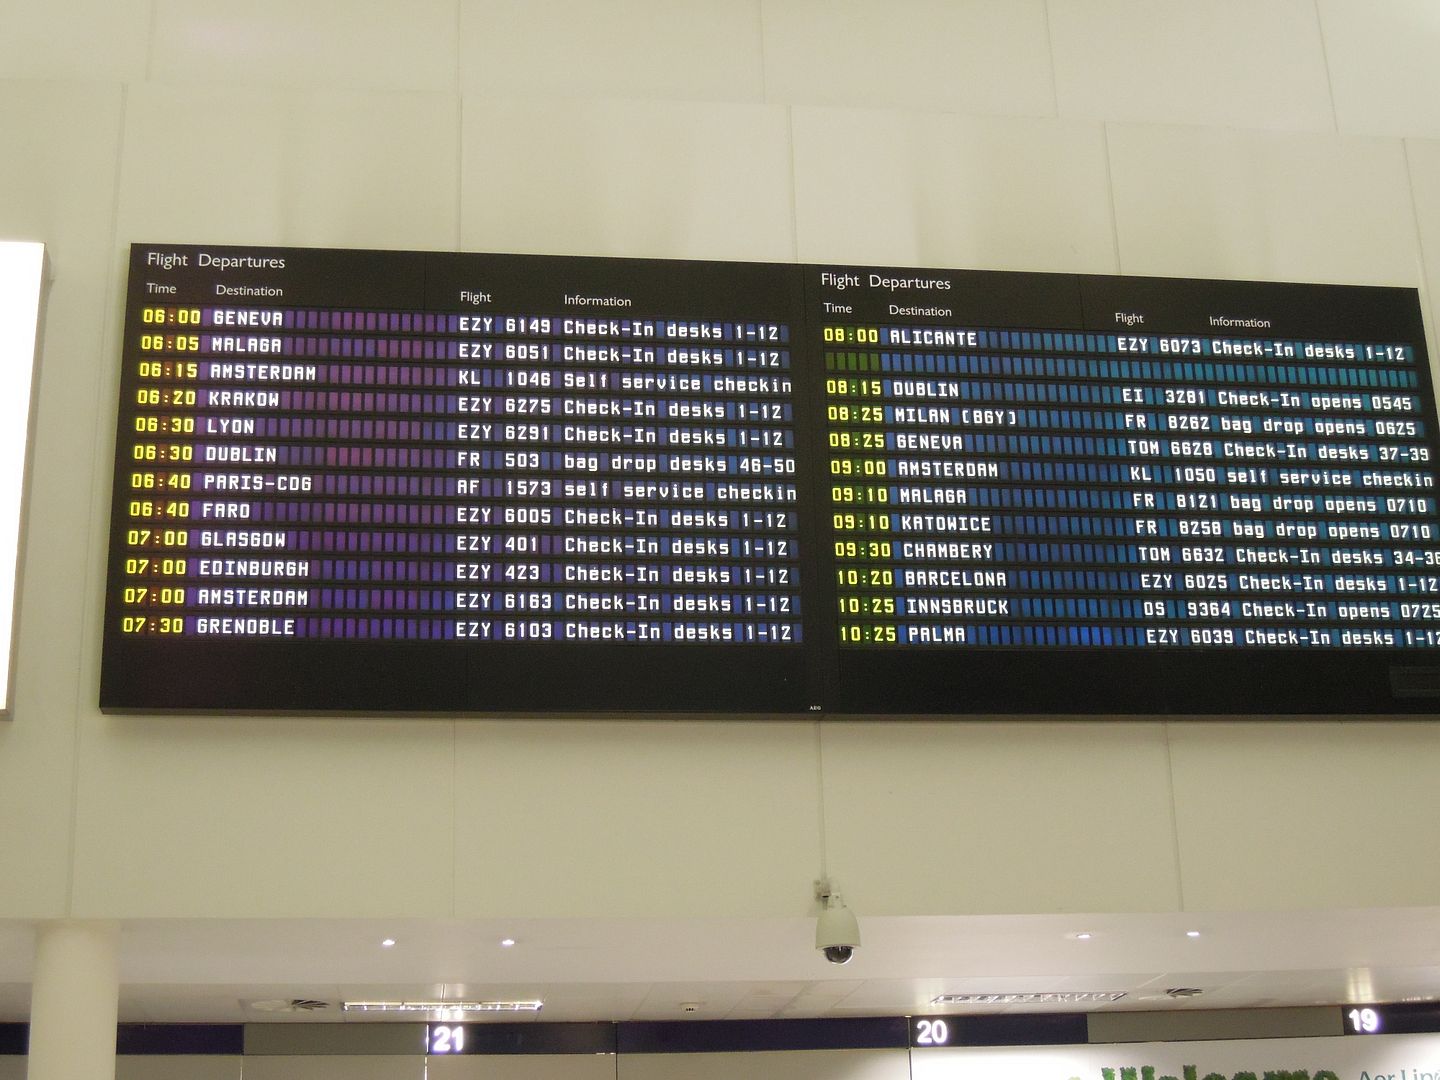 Flight Departures
Time Destination Flight Information
06:00 GENEVA EZY 6149 Check-In desks 1-12
06:05 MALAGA EZY 6051 Check-In desks 1-12
06:15 AMSTERDAM KL 1046 Self service checkin
06:20 KRAKOW EZY 6275 Check-In desks 1-12
06:30 LYON EZY 6291 Check-In desks 1-12
06:30 DUBLIN FR 503 bag drop desks 46-50
06:40 PARIS-CDG AF 1573 self service checkin
06:40 FARO EZY 6005 Check-In desks 1-12
07:00 GLASGOW EZY 401 Check-In desks 1-12
07:00 EDINBURGH EZY 423 Check-In desks 1-12
07:00 AMSTERDAM EZY 6163 Check-In desks 1-12
07:30 GRENOBLE EZY 6103 Check-In desks 1-12
Flight Departures
Time Destination Flight Information
08:00 ALICANTE EZY 6073 Check-In desks 1-12
08:15 DUBLIN EI 3281 Check-In opens 0545
08:25 MILAN (BGY) FR 8262 bag drop opens 0625
08:25 GENEVA TOM 6628 Check-In desks 37-39
09:00 AMSTERDAM KL 1050 self service checkin
09:10 MALAGA FR 8121 bag drop opens 0710
09:10 KATOWICE FR 8258 bag drop opens 0710
09:30 CHAMBERY TOM 6632 Check-In desks 34-36
10:20 BARCELONA EZY 6025 Check-In desks 1-12
10:25 INNSBRUCK OS 9364 Check-In opens 0725
10:25 PALMA EZY 6039 Check-In desks 1-12
AEG
21
20
19
Welcome